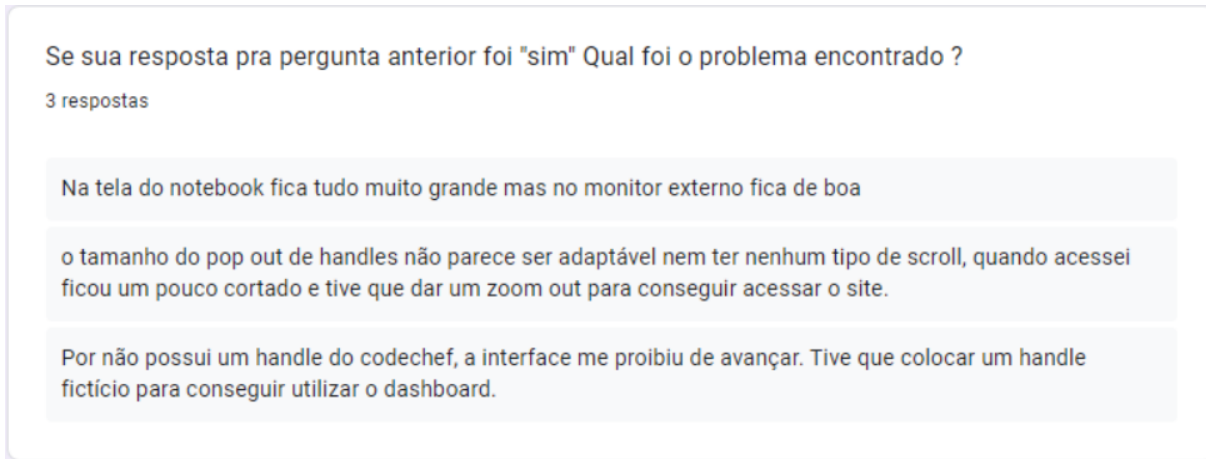 Se sua resposta pra pergunta anterior foi "sim" Qual foi o problema encontrado ?
3 respostas
Na tela do notebook fica tudo muito grande mas no monitor externo fica de boa
o tamanho do pop out de handles não parece ser adaptável nem ter nenhum tipo de scroll, quando acessei
ficou um pouco cortado e tive que dar um zoom out para conseguir acessar o site.
Por não possui um handle do codechef, a interface me proibiu de avançar. Tive que colocar um handle
fictício para conseguir utilizar o dashboard.